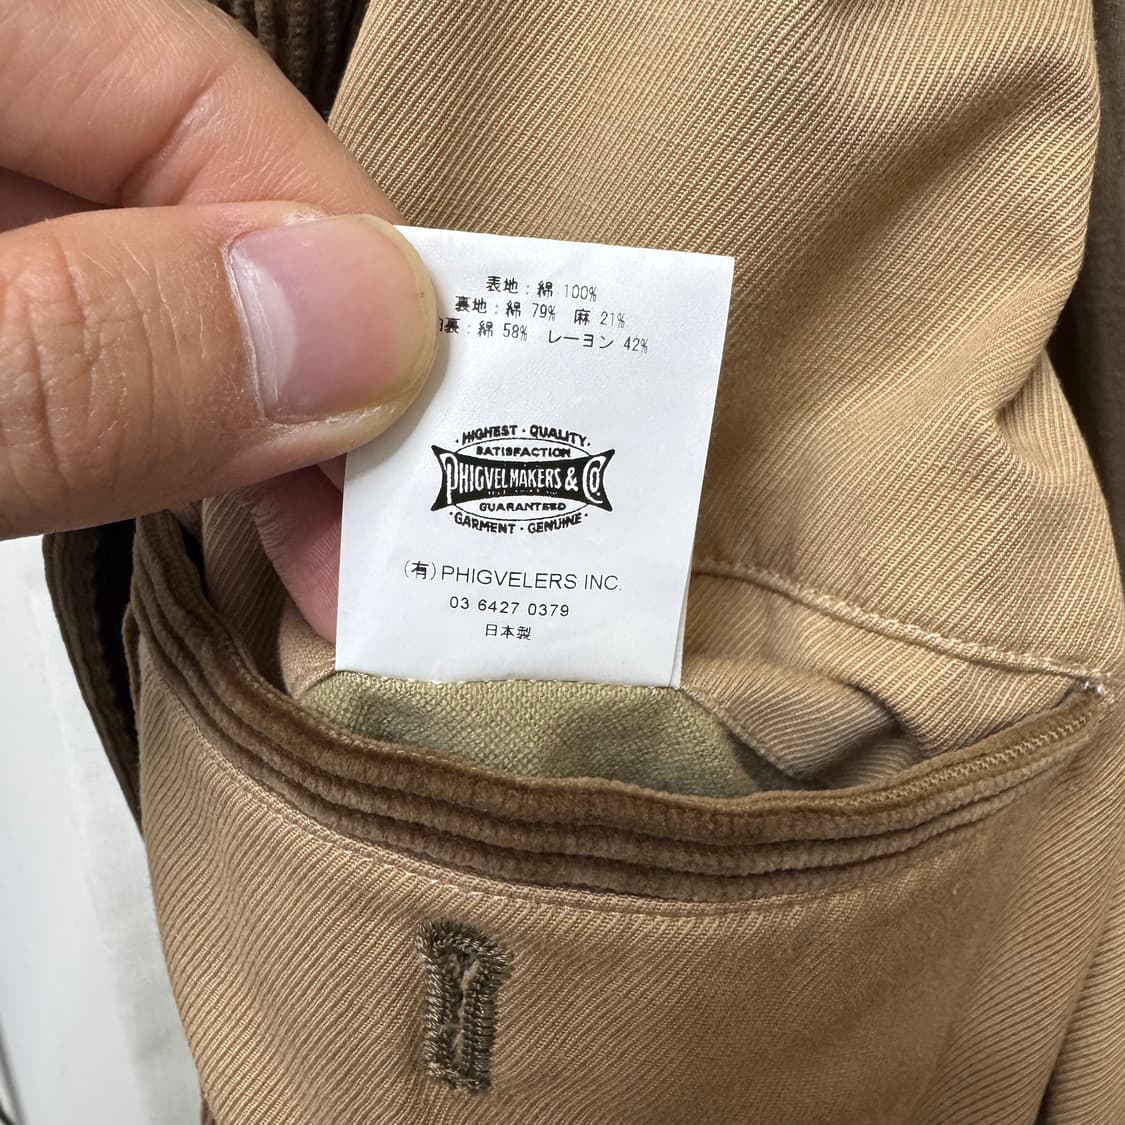 表地:綿 100%
裏地:綿 79% 麻 21%
裏:綿 58% レーヨン 42%
・HIGHEST・QUALITY・
SATISFACTION
PHIGVEL MAKERS & Co.
GUARANTEED
・GARMENT・GENUINE・
(有)PHIGVELERS INC.
03 6427 0379
日本製